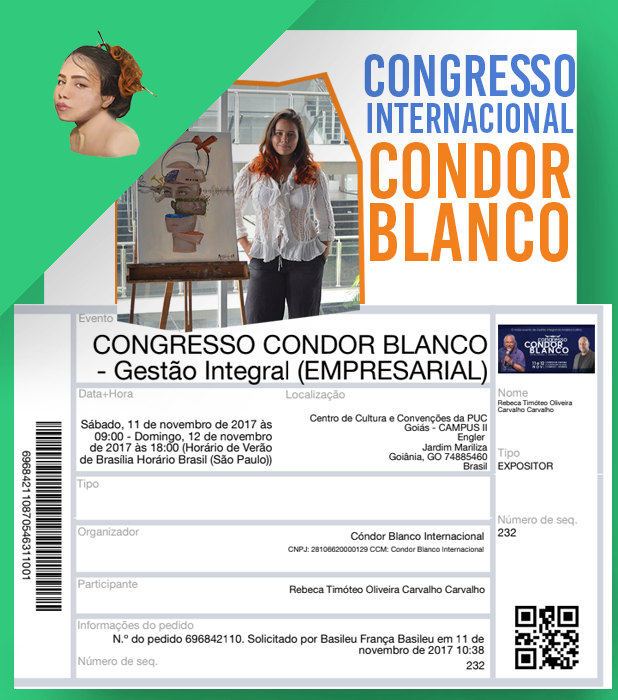 CONGRESSO
INTERNACIONAL
CONDOR
BLANCO
Evento
CONGRESSO CONDOR BLANCO
- Gestão Integral (EMPRESARIAL)
Data+Hora
Sábado, 11 de novembro de 2017 às
09:00 - Domingo, 12 de novembro
de 2017 às 18:00 (Horário de Verão
de Brasília Horário Brasil (São Paulo))
Localização
Centro de Cultura e Convenções da PUC
Goiás - CAMPUS II
Engler
Jardim Mariliza
Goiânia, GO 74885460
Brasil
Tipo
Organizador
Cóndor Blanco Internacional
CNPJ: 28106620000129 CCM: Condor Blanco Internacional
Participante
Rebeca Timóteo Oliveira Carvalho Carvalho
Informações do pedido
N.º do pedido 696842110. Solicitado por Basileu França Basileu em 11 de
novembro de 2017 10:38
Número de seq.
232
CONGRESSO
CONDOR
BLANCO
Nome
Rebeca Timóteo Oliveira
Carvalho Carvalho
Tipo
EXPOSITOR
Número de seq.
232
696842110870546311001